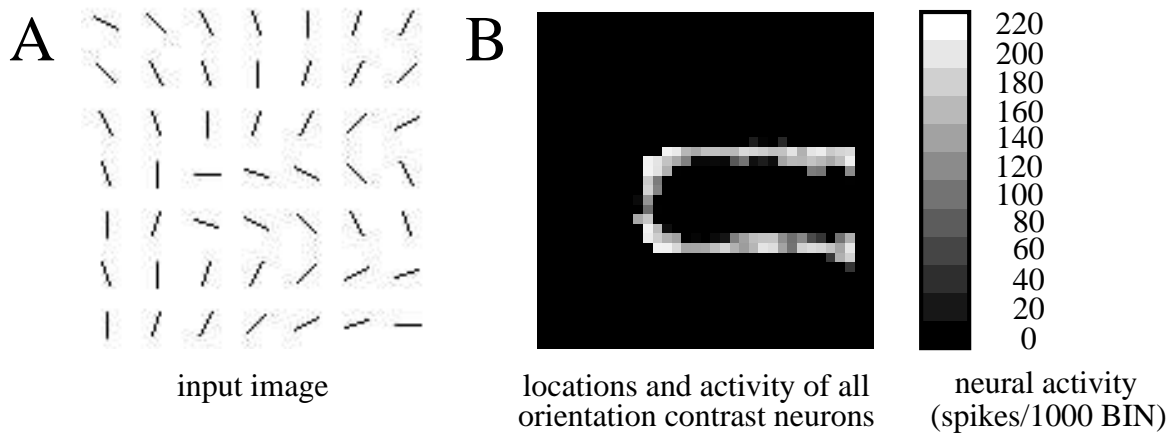 A
B
220
200
180
160
140
120
100
80
60
40
20
0
input image
locations and activity of all
orientation contrast neurons
neural activity
(spikes/1000 BIN)